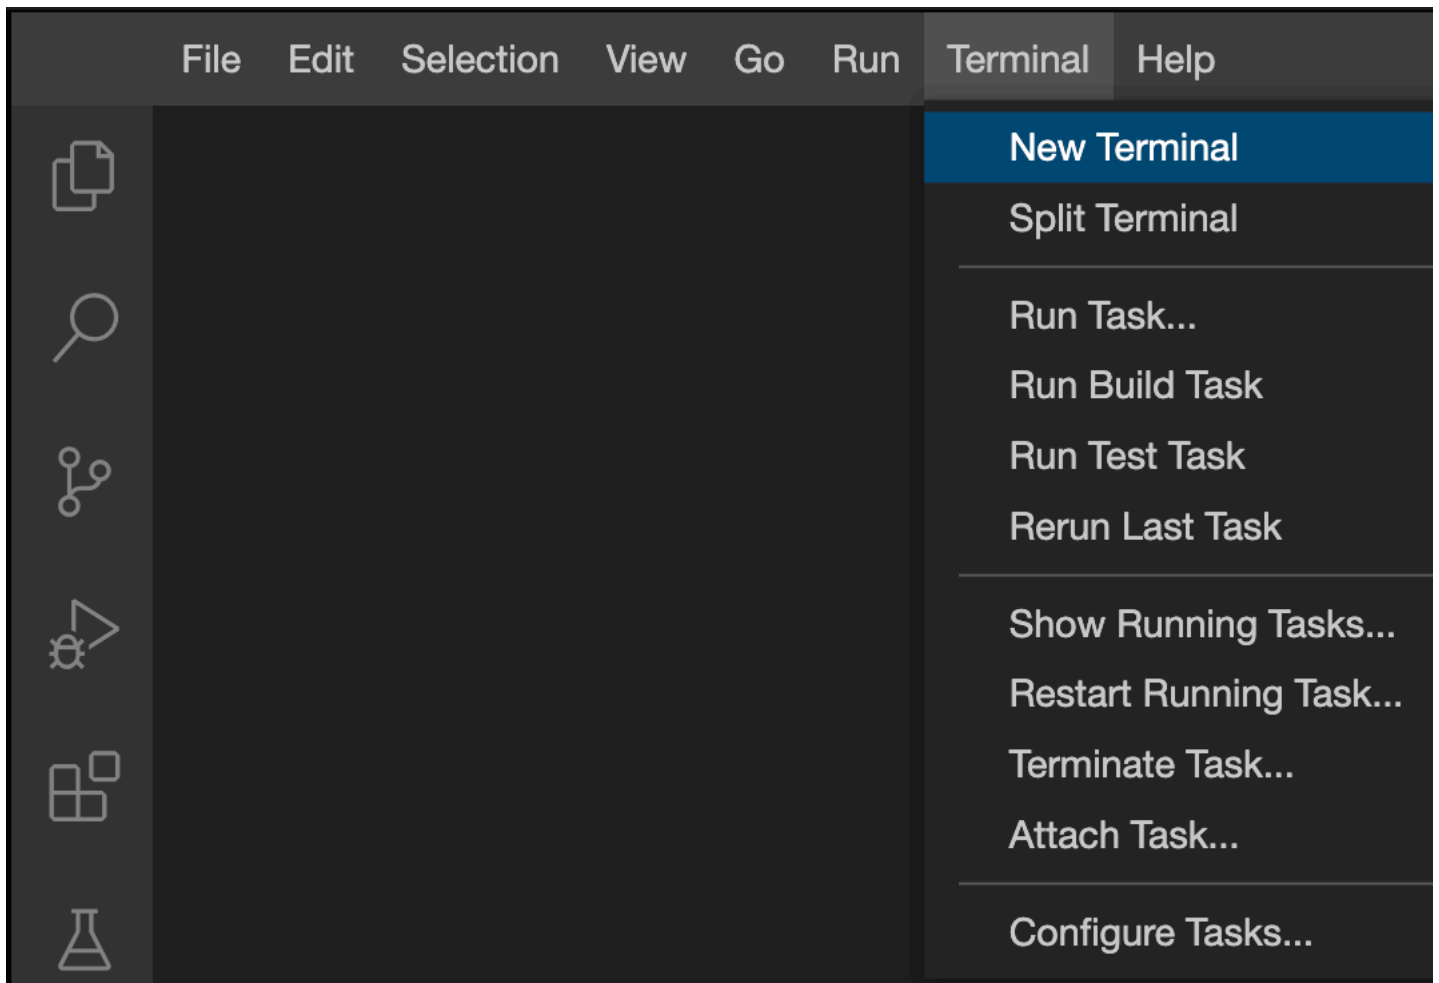 File Edit Selection View Go Run Terminal Help
New Terminal
Split Terminal
Run Task...
Run Build Task
Run Test Task
Rerun Last Task
Show Running Tasks...
Restart Running Task...
Terminate Task...
Attach Task...
Configure Tasks...